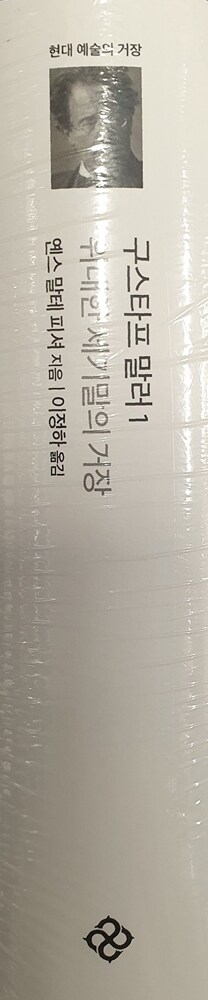 현대 예술의 거장
구스타프 말러 1
위대한 세기말의 거장
옌스 말테 피셔 지음 | 이정하 옮김